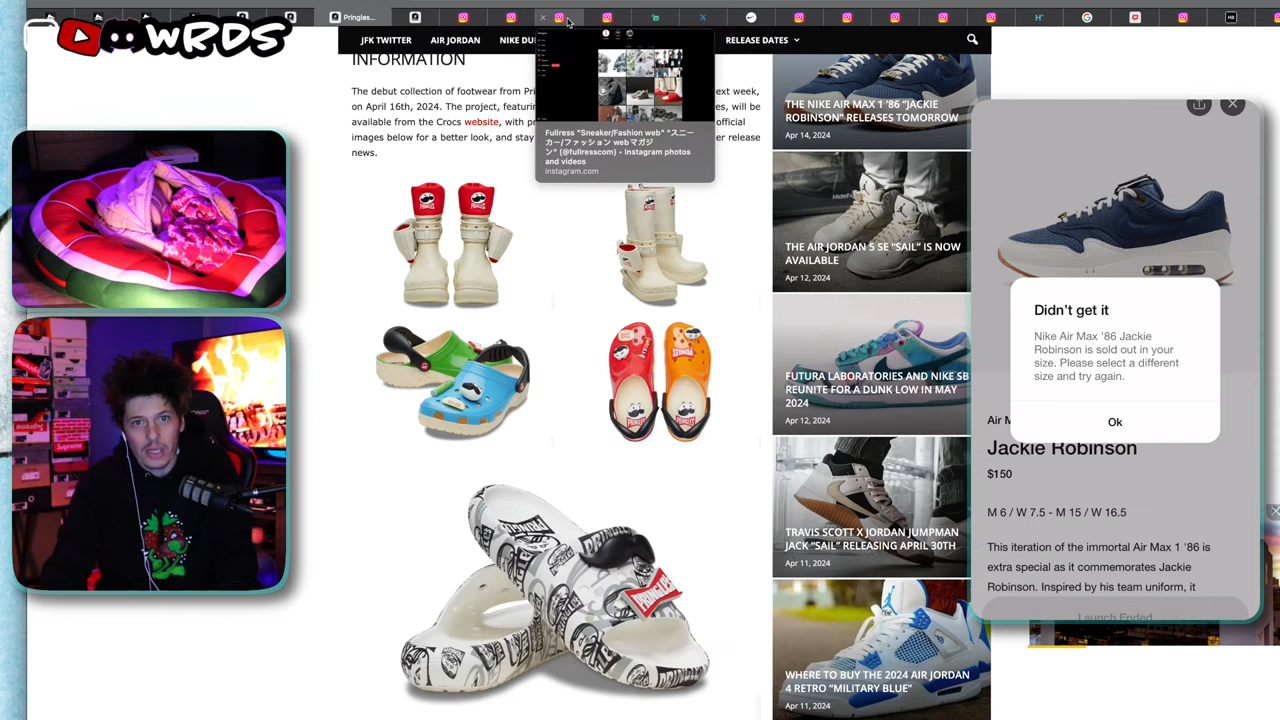 WRDS
Pringles...
JFK TWITTER
AIR JORDAN
NIKE DU
RELEASE DATES
INFORMATION
The debut collection of footwear from Pri
ext week,
on April 16th, 2024. The project, featurin
es, will be
available from the Crocs website, with pr
official
images below for a better look, and stay
er release
news.
Fullress "Sneaker/Fashion web" "スニー
カー/ファッション webマガジ
ン" (@fullresscom) • Instagram photos
and videos
instagram.com
PRINGLES
PRINGLES
THE NIKE AIR MAX 1 '86 "JACKIE
ROBINSON" RELEASES TOMORROW
Apr 14, 2024
THE AIR JORDAN 5 SE "SAIL" IS NOW
AVAILABLE
Apr 12, 2024
FUTURA LABORATORIES AND NIKE SB
REUNITE FOR A DUNK LOW IN MAY
2024
Apr 12, 2024
TRAVIS SCOTT X JORDAN JUMPMAN
JACK "SAIL" RELEASING APRIL 30TH
Apr 11, 2024
WHERE TO BUY THE 2024 AIR JORDAN
4 RETRO "MILITARY BLUE"
Apr 11, 2024
Didn't get it
Nike Air Max '86 Jackie
Robinson is sold out in your
size. Please select a different
size and try again.
Ok
Air M
Jackie Robinson
$150
M 6 / W 7.5 - M 15 / W 16.5
This iteration of the immortal Air Max 1 '86 is
extra special as it commemorates Jackie
Robinson. Inspired by his team uniform, it
Launch Ended
Supreme